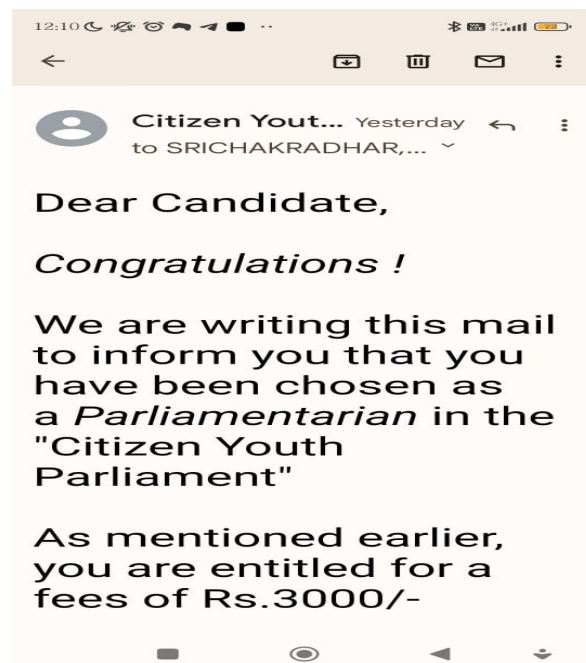 12:10
4G+
72
Citizen Yout... Yesterday
to SRICHAKRADHAR,...
Dear Candidate,
Congratulations !
We are writing this mail
to inform you that you
have been chosen as
a Parliamentarian in the
"Citizen Youth
Parliament"
As mentioned earlier,
you are entitled for a
fees of Rs.3000/-